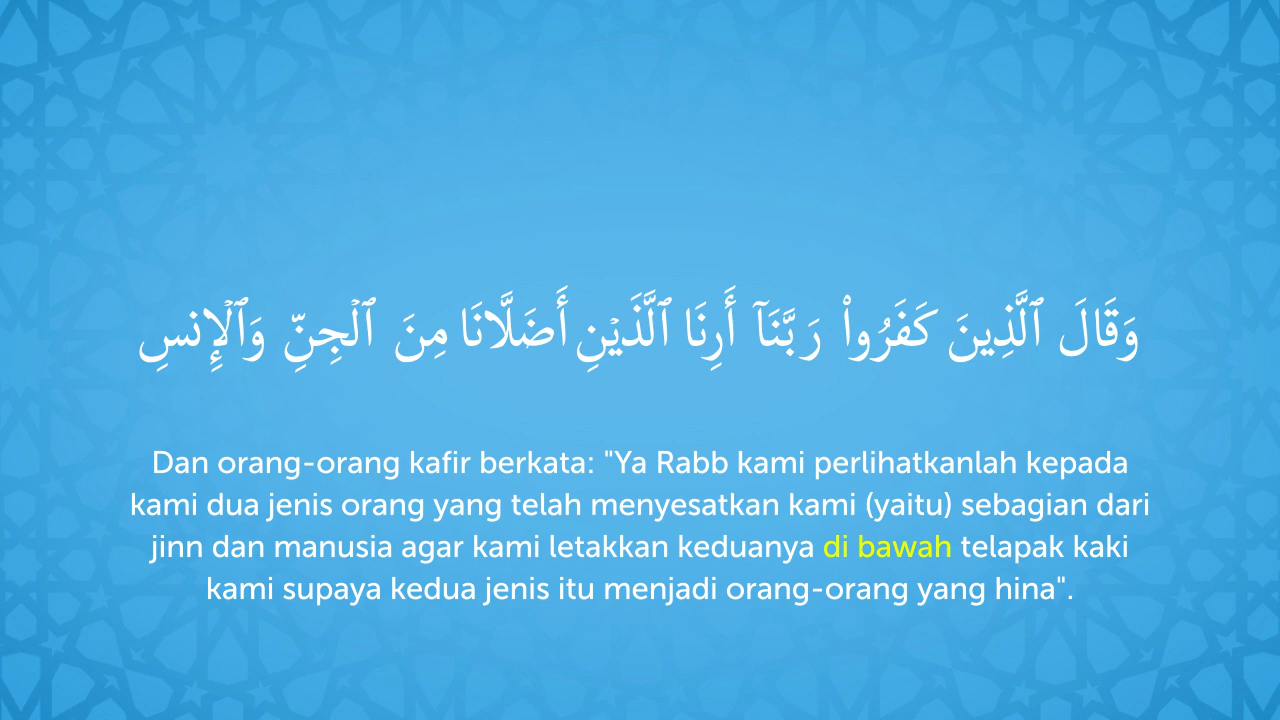 وَقَالَ ٱلَّذِينَ كَفَرُوا۟ رَبَّنَآ أَرِنَا ٱلَّذَيْنِ أَضَلَّانَا مِنَ ٱلْجِنِّ وَٱلْإِنسِ
Dan orang-orang kafir berkata: "Ya Rabb kami perlihatkanlah kepada
kami dua jenis orang yang telah menyesatkan kami (yaitu) sebagian dari
jinn dan manusia agar kami letakkan keduanya di bawah telapak kaki
kami supaya kedua jenis itu menjadi orang-orang yang hina".